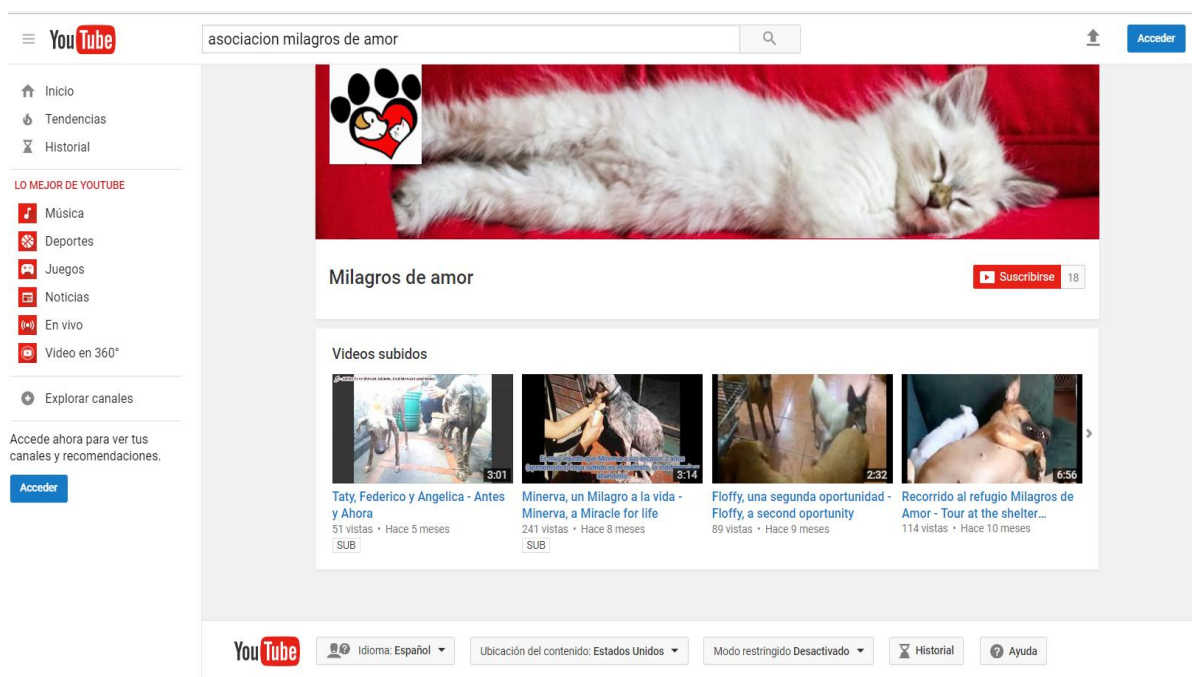 YouTube
asociacion milagros de amor
Acceder
Inicio
Tendencias
Historial
LO MEJOR DE YOUTUBE
Música
Deportes
Juegos
Noticias
En vivo
Video en 360°
Explorar canales
Accede ahora para ver tus
canales y recomendaciones.
Acceder
Milagros de amor
Suscribirse 18
Videos subidos
3:01
3:14
2:32
6:56
Taty, Federico y Angelica - Antes
y Ahora
51 vistas • Hace 5 meses
SUB
Minerva, un Milagro a la vida -
Minerva, a Miracle for life
241 vistas • Hace 8 meses
SUB
Floffy, una segunda oportunidad -
Floffy, a second oportunity
89 vistas • Hace 9 meses
Recorrido al refugio Milagros de
Amor - Tour at the shelter...
114 vistas • Hace 10 meses
YouTube
Idioma: Español
Ubicación del contenido: Estados Unidos
Modo restringido Desactivado
Historial
Ayuda